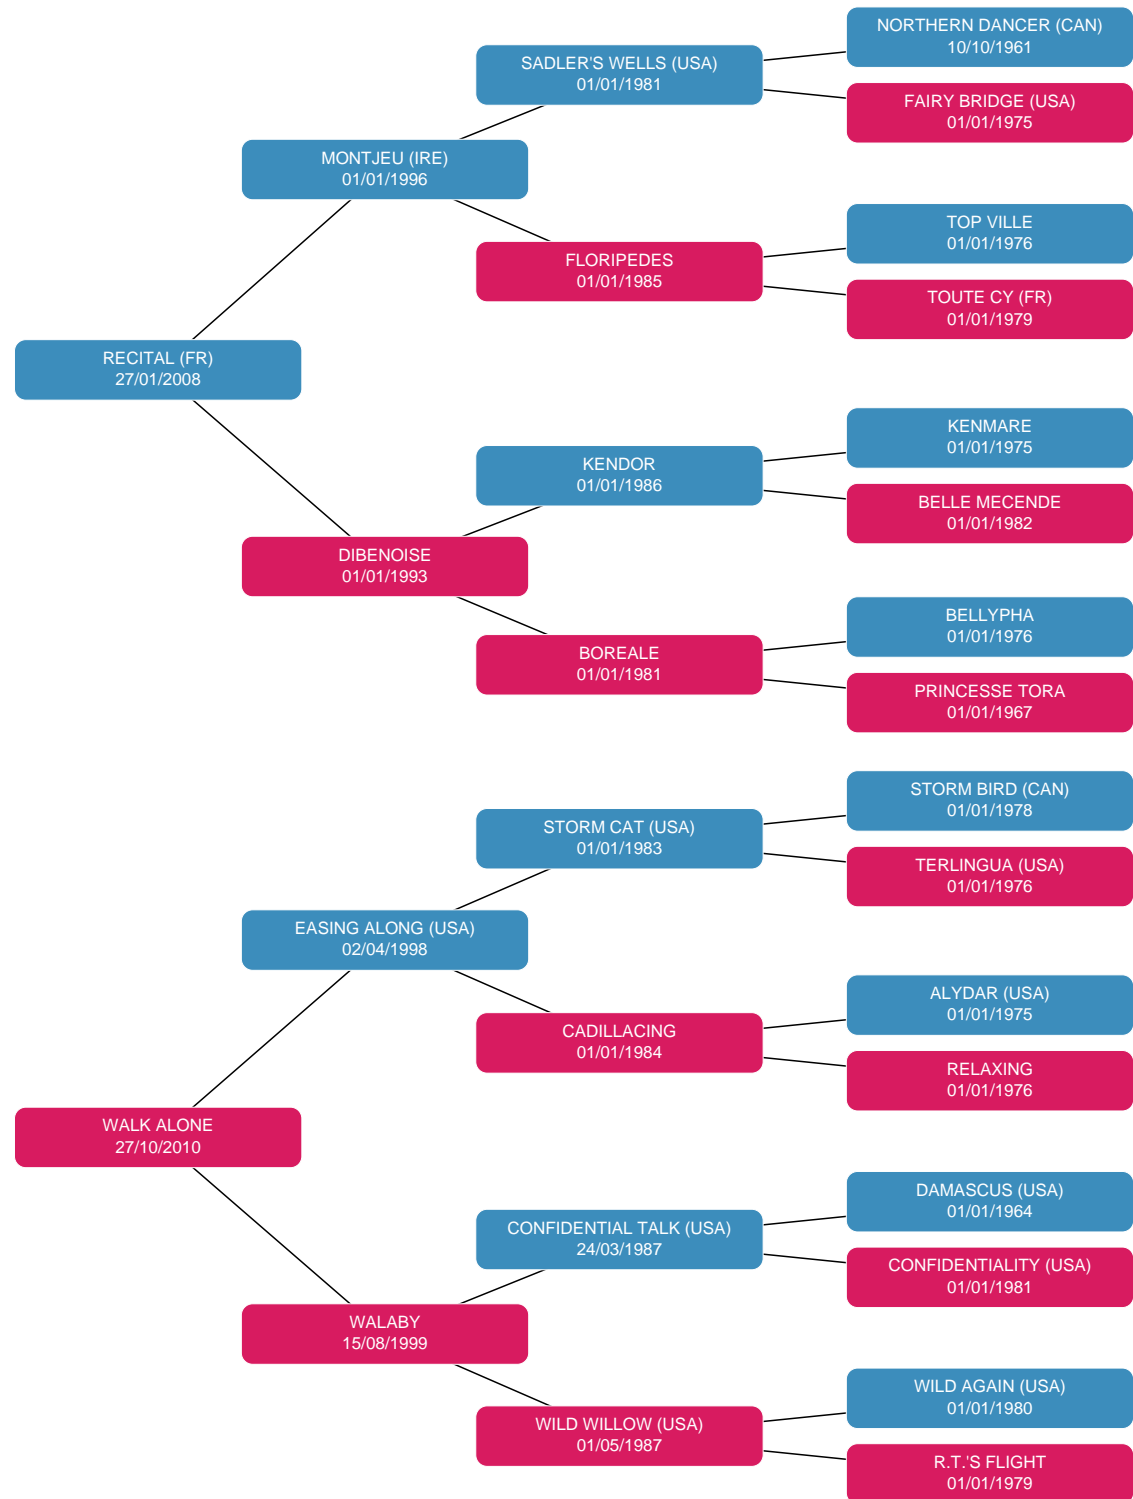 NORTHERN DANCER (CAN)
10/10/1961
SADLER'S WELLS (USA)
01/01/1981
FAIRY BRIDGE (USA)
01/01/1975
MONTJEU (IRE)
01/01/1996
TOP VILLE
01/01/1976
FLORIPEDES
01/01/1985
TOUTE CY (FR)
01/01/1979
RECITAL (FR)
27/01/2008
KENMARE
01/01/1975
KENDOR
01/01/1986
BELLE MECENDE
01/01/1982
DIBENOISE
01/01/1993
BELLYPHA
01/01/1976
BOREALE
01/01/1981
PRINCESSE TORA
01/01/1967
STORM BIRD (CAN)
01/01/1978
STORM CAT (USA)
01/01/1983
TERLINGUA (USA)
01/01/1976
EASING ALONG (USA)
02/04/1998
ALYDAR (USA)
01/01/1975
CADILLACING
01/01/1984
RELAXING
01/01/1976
WALK ALONE
27/10/2010
DAMASCUS (USA)
01/01/1964
CONFIDENTIAL TALK (USA)
24/03/1987
CONFIDENTIALITY (USA)
01/01/1981
WALABY
15/08/1999
WILD AGAIN (USA)
01/01/1980
WILD WILLOW (USA)
01/05/1987
R.T.'S FLIGHT
01/01/1979